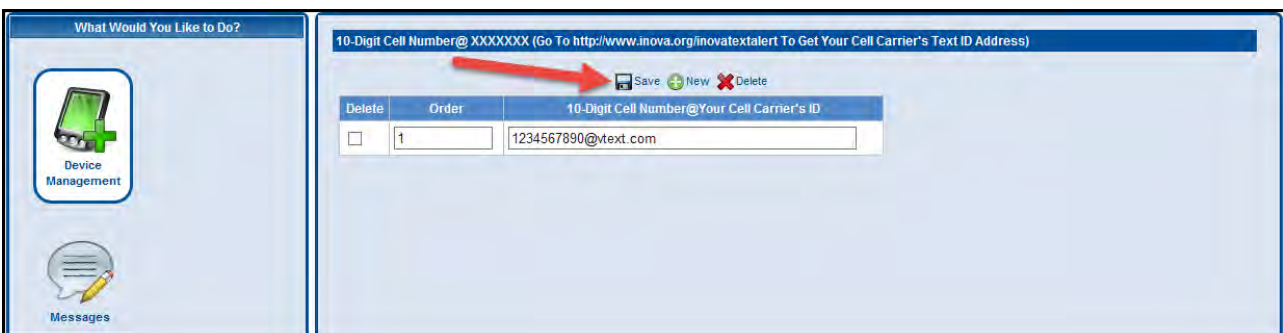 What Would You Like to Do?
Device
Management
Messages
10-Digit Cell Number@ XXXXXXX (Go To http://www.inova.org/inovatextalert To Get Your Cell Carrier's Text ID Address)
Save New Delete
Delete Order 10-Digit Cell Number@Your Cell Carrier's ID
1 1234567890@vtext.com